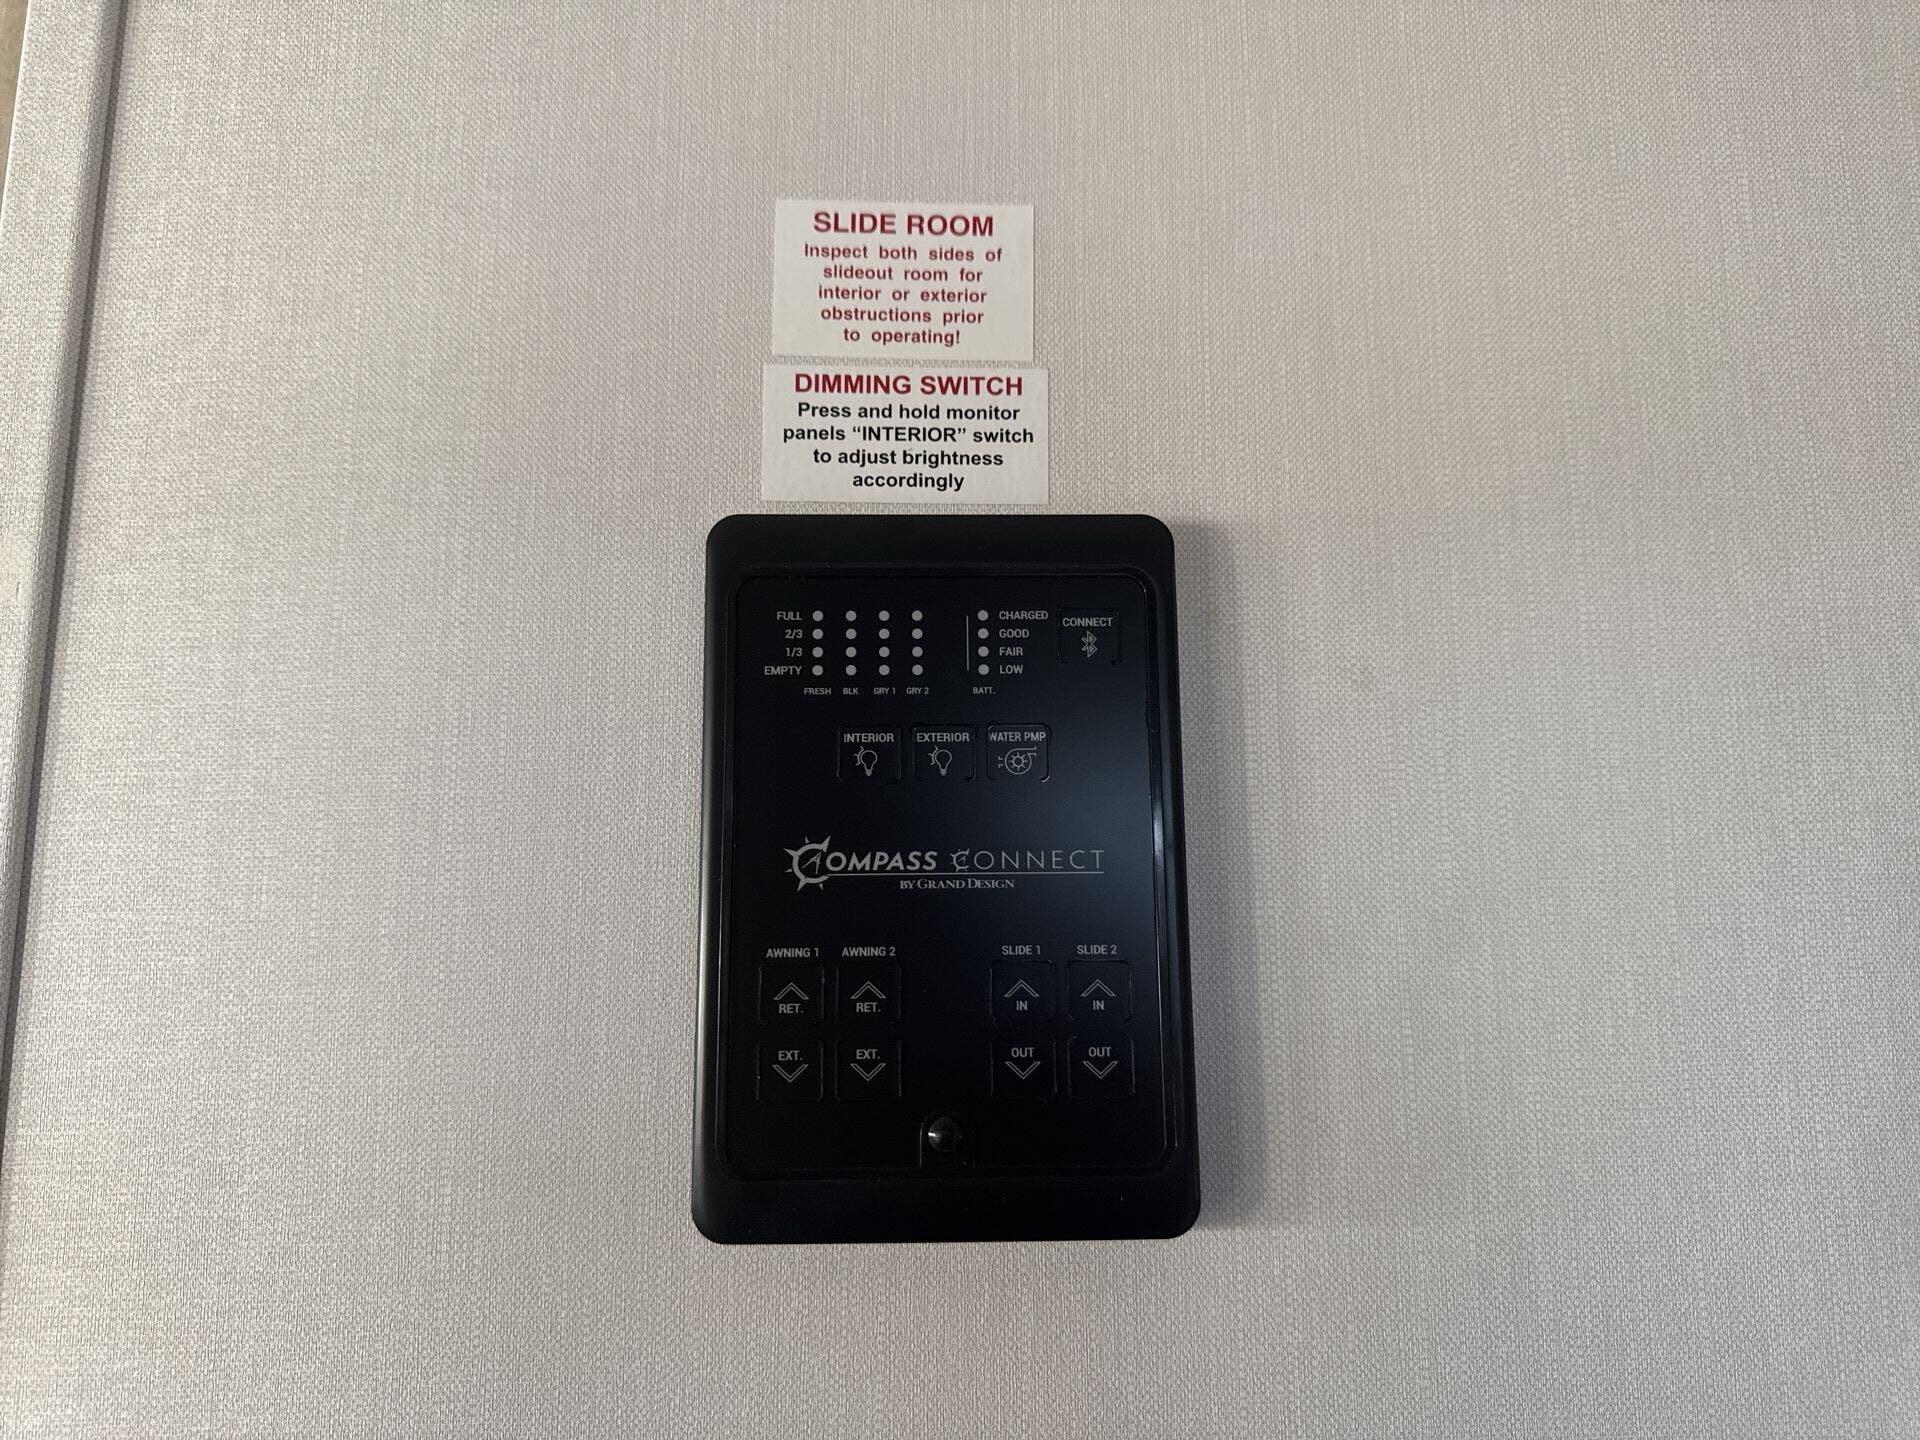 SLIDE ROOM
Inspect both sides of
slideout room for
interior or exterior
obstructions prior
to operating!
DIMMING SWITCH
Press and hold monitor
panels “INTERIOR” switch
to adjust brightness
accordingly
FULL CHARGED CONNECT
2/3 GOOD
1/3 FAIR
EMPTY LOW
FRESH BLK GRY 1 GRY 2 BATT.
INTERIOR EXTERIOR WATER PMP
COMPASS CONNECT
BY GRAND DESIGN
AWNING 1 AWNING 2 SLIDE 1 SLIDE 2
RET. RET. IN IN
EXT. EXT. OUT OUT